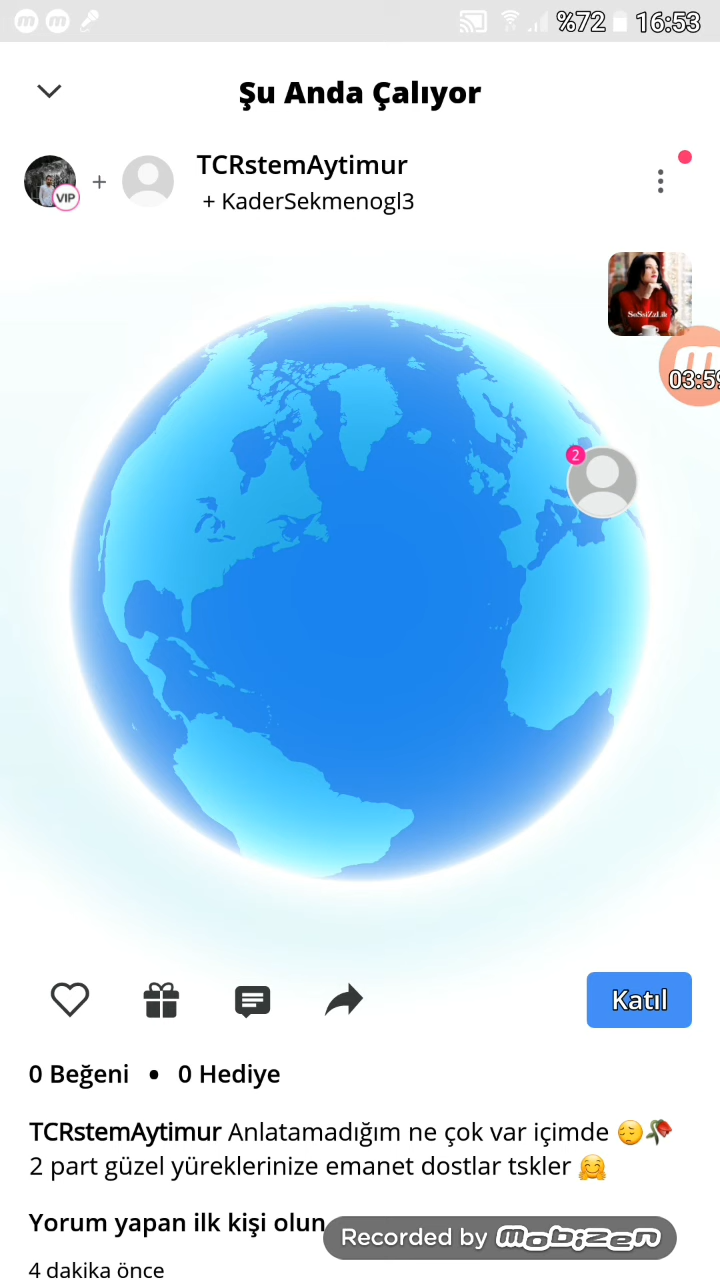 %72 16:53
Şu Anda Çalıyor
TCRstemAytimur
VIP
+ KaderSekmenogl3
SeSsiZzLik
03:59
2
Katıl
0 Beğeni • 0 Hediye
TCRstemAytimur Anlatamadığım ne çok var içimde 😔🥀
2 part güzel yüreklerinize emanet dostlar tskler 🤗
Yorum yapan ilk kişi olun
Recorded by mobizen
4 dakika önce